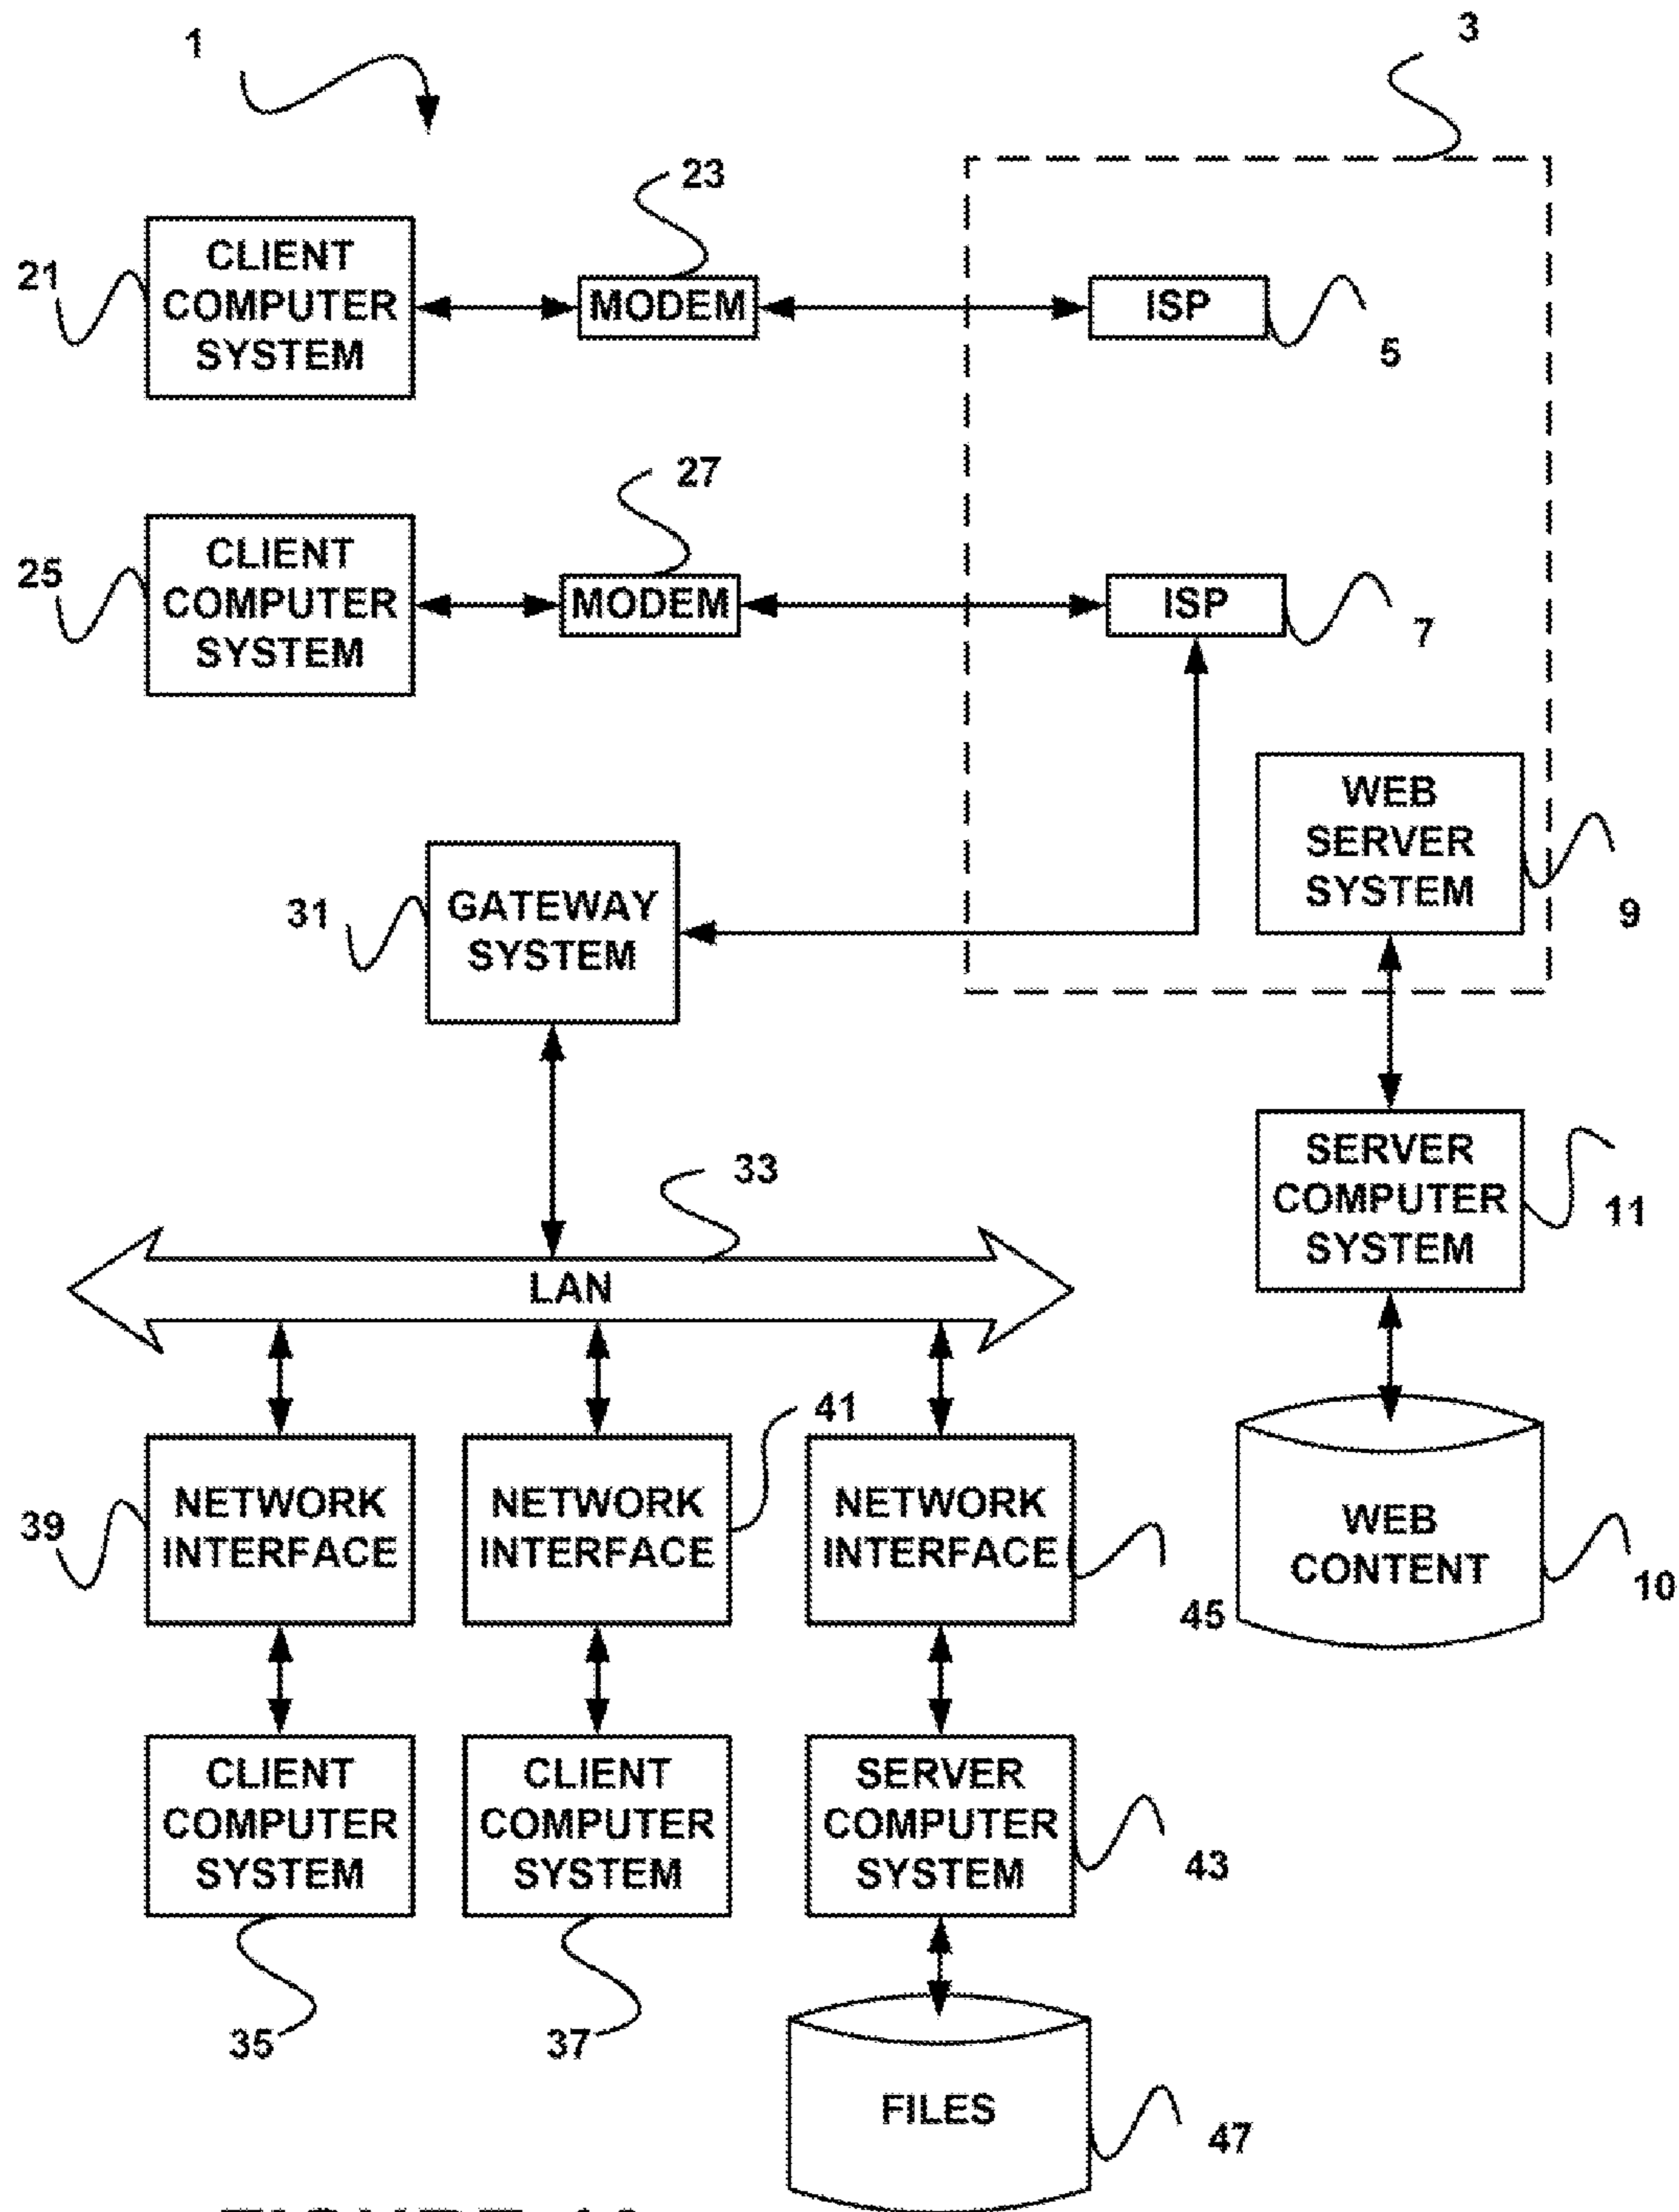 1
3
23
21
CLIENT
COMPUTER
SYSTEM
MODEM
ISP
5
27
25
CLIENT
COMPUTER
SYSTEM
MODEM
ISP
7
WEB
SERVER
SYSTEM
9
31
GATEWAY
SYSTEM
33
SERVER
COMPUTER
SYSTEM
11
LAN
41
39
NETWORK
INTERFACE
NETWORK
INTERFACE
NETWORK
INTERFACE
45
WEB
CONTENT
10
CLIENT
COMPUTER
SYSTEM
CLIENT
COMPUTER
SYSTEM
SERVER
COMPUTER
SYSTEM
43
35
37
FILES
47